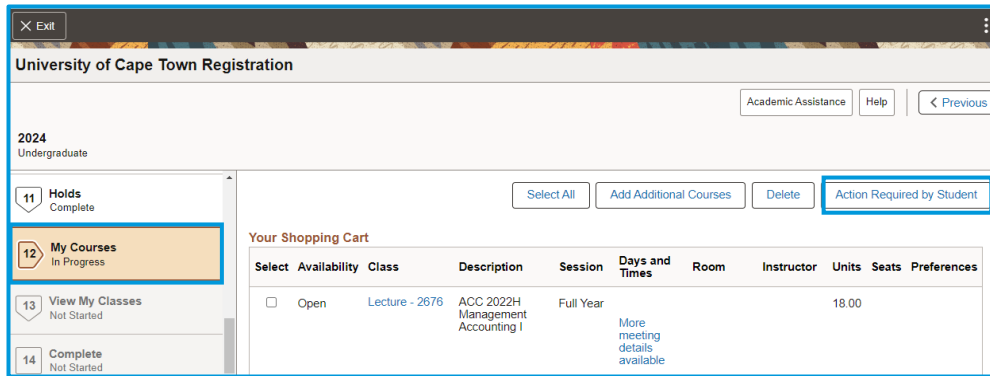 Exit
University of Cape Town Registration
Academic Assistance Help Previous
2024
Undergraduate
11 Holds
Complete
12 My Courses
In Progress
13 View My Classes
Not Started
14 Complete
Not Started
Select All Add Additional Courses Delete Action Required by Student
Your Shopping Cart
Select Availability Class Description Session Days and Times Room Instructor Units Seats Preferences
Open Lecture - 2676 ACC 2022H Management Accounting I Full Year More meeting details available 18.00